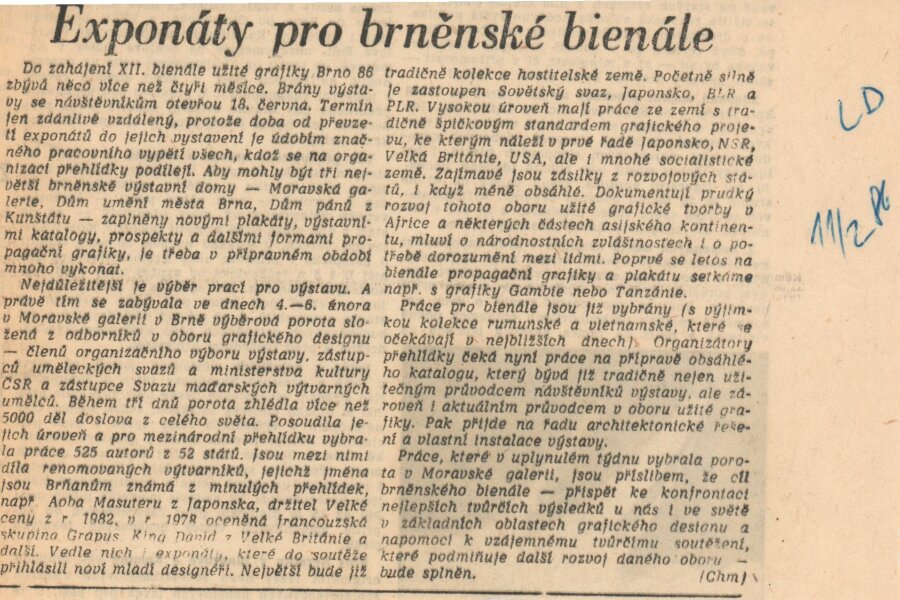 Exponáty pro brněnské bienále
Do zahájení XII. bienále užité grafiky Brno 86
zbývá něco více než čtyři měsíce. Brány výsta-
vy se návštěvníkům otevřou 18. června. Termín
jen zdánlivě vzdálený, protože doba od převze-
tí exponátů do jejich vystavení je údobím znač-
ného pracovního vypětí všech, kdož se na orga-
nizaci přehlídky podílejí. Aby mohly být tři nej-
větší brněnské výstavní domy — Moravská ga-
lerie, Dům umění města Brna, Dům pánů z
Kunštátu — zaplněny novými plakáty, výstavní-
mi katalogy, prospekty a dalšími formami pro-
pagační grafiky, je třeba v přípravném období
mnoho vykonat.
Nejdůležitější je výběr prací pro výstavu. A
právě tím se zabývala ve dnech 4.—6. února
v Moravské galerii v Brně výběrová porota slo-
žená z odborníků v oboru grafického designu
— členů organizačního výboru výstavy, zástup-
ců uměleckých svazů a ministerstva kultury
ČSR a zástupce Svazu maďarských výtvarných
umělců. Během tří dnů porota zhlédla více než
5000 děl doslova z celého světa. Posoudila je-
jich úroveň a pro mezinárodní přehlídku vybra-
la práce 525 autorů z 52 států. Jsou mezi nimi
díla renomovaných výtvarníků, jejichž jména
jsou Brňanům známá z minulých přehlídek,
např. Aoba Masuteru z Japonska, držitel Velké
ceny z r. 1982, v r. 1978 oceněná francouzská
skupina Grapus, King David z Velké Británie a
další. Vedle nich i exponáty, které do soutěže
přihlásili noví mladí designéři. Největší bude již
tradičně kolekce hostitelské země. Početně silně
je zastoupen Sovětský svaz, Japonsko, BLR a
PLR. Vysokou úroveň mají práce ze zemí s tra-
dičně špičkovým standardem grafického proje-
vu, ke kterým náleží v prvé řadě Japonsko, NSR,
Velká Británie, USA, ale i mnohé socialistické
země. Zajímavé jsou zásilky z rozvojových stá-
tů, i když méně obsáhlé. Dokumentují prudký
rozvoj tohoto oboru užité grafické tvorby v
Africe a některých částech asijského kontinen-
tu, mluví o národnostních zvláštnostech i o po-
třebě dorozumění mezi lidmi. Poprvé se letos na
bienále propagační grafiky a plakátu setkáme
např. s grafiky Gambie nebo Tanzánie.
Práce pro bienále jsou již vybrány (s výjim-
kou kolekce rumunské a vietnamské, které se
očekávají v nejbližších dnech). Organizátory
přehlídky čeká nyní práce na přípravě obsáhlé-
ho katalogu, který bývá již tradičně nejen uži-
tečným průvodcem návštěvníků výstavy, ale zá-
roveň i aktuálním průvodcem v oboru užité gra-
fiky. Pak přijde na řadu architektonické řeše-
ní a vlastní instalace výstavy.
Práce, které v uplynulém týdnu vybrala poro-
ta v Moravské galerii, jsou příslibem, že cíl
brněnského bienále — přispět ke konfrontaci
nejlepších tvůrčích výsledků u nás i ve světě
v základních oblastech grafického designu a
napomoci k vzájemnému tvůrčímu soutěžení,
které podmiňuje další rozvoj daného oboru —
bude splněn.
(Chm)
LD
11/2 86